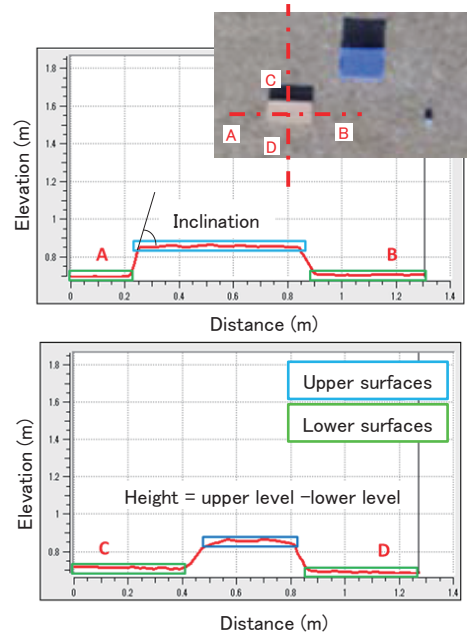 C
A
B
D
Elevation (m)
1.8
1.6
1.4
1.2
1
0.8
Inclination
A
B
0 0.2 0.4 0.6 0.8 1 1.2 1.4
Distance (m)
Elevation (m)
1.8
1.6
1.4
1.2
1
0.8
Upper surfaces
Lower surfaces
Height = upper level –lower level
C
D
0 0.2 0.4 0.6 0.8 1.0 1.2 1.4
Distance (m)